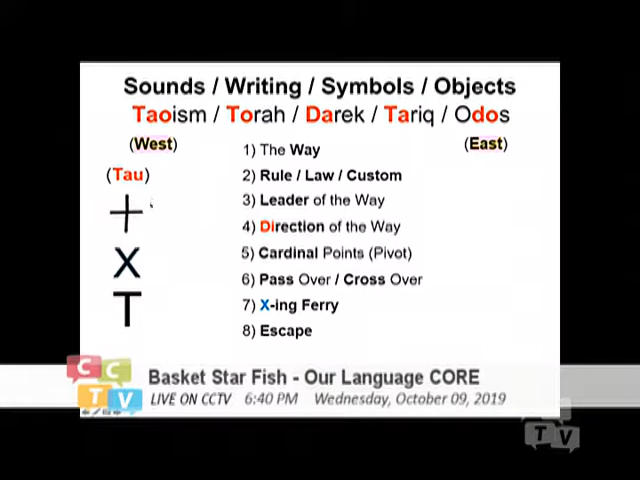 Sounds / Writing / Symbols / Objects
Taoism / Torah / Darek / Tariq / Odos
(West)
(East)
(Tau)
+
X
T
1) The Way
2) Rule / Law / Custom
3) Leader of the Way
4) Direction of the Way
5) Cardinal Points (Pivot)
6) Pass Over / Cross Over
7) X-ing Ferry
8) Escape
CCTV
Basket Star Fish - Our Language CORE
LIVE ON CCTV 6:40 PM Wednesday, October 09, 2019
TV